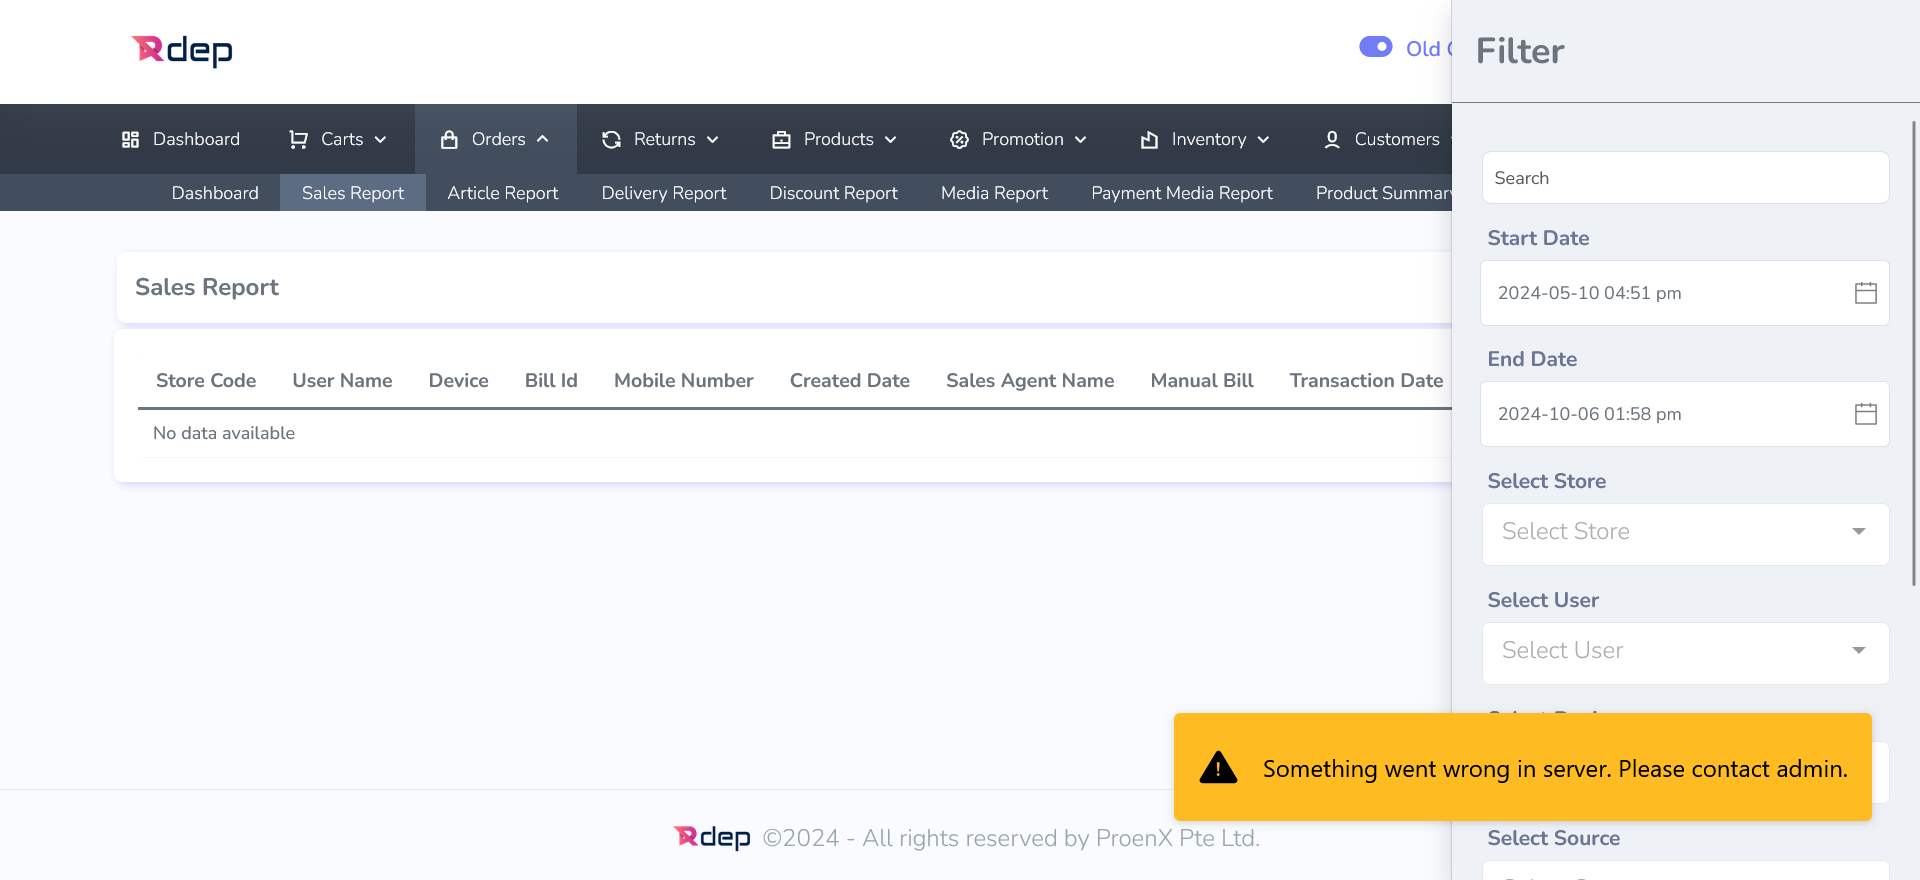 Rdep
Old
Dashboard Carts Orders Returns Products Promotion Inventory Customers
Dashboard Sales Report Article Report Delivery Report Discount Report Media Report Payment Media Report Product Summary
Sales Report
Store Code User Name Device Bill Id Mobile Number Created Date Sales Agent Name Manual Bill Transaction Date
No data available
Filter
Search
Start Date
2024-05-10 04:51 pm
End Date
2024-10-06 01:58 pm
Select Store
Select Store
Select User
Select User
Something went wrong in server. Please contact admin.
Select Source
Rdep ©2024 - All rights reserved by ProenX Pte Ltd.